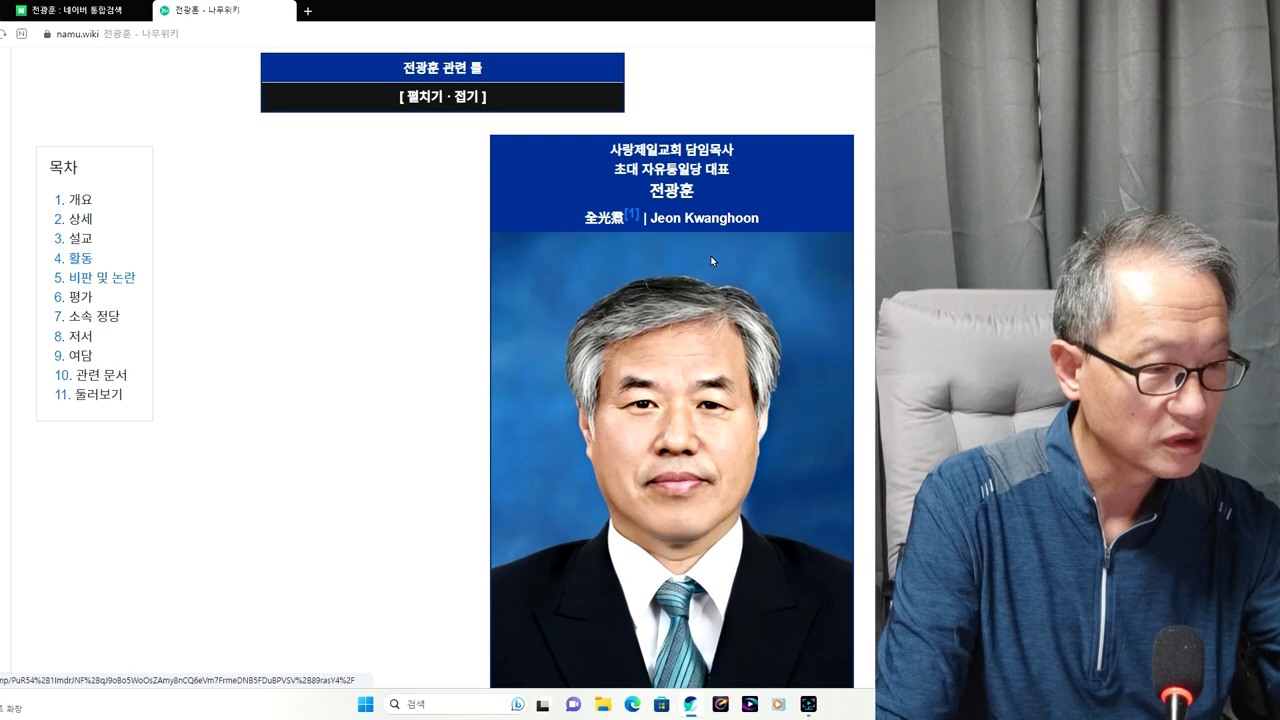 전광훈 : 네이버 통합검색
전광훈 - 나무위키
namu.wiki 전광훈 - 나무위키
전광훈 관련 틀
[ 펼치기 · 접기 ]
목차
1. 개요
2. 상세
3. 설교
4. 활동
5. 비판 및 논란
6. 평가
7. 소속 정당
8. 저서
9. 여담
10. 관련 문서
11. 둘러보기
사랑제일교회 담임목사
초대 자유통일당 대표
전광훈
全光焄[1] | Jeon Kwanghoon
검색